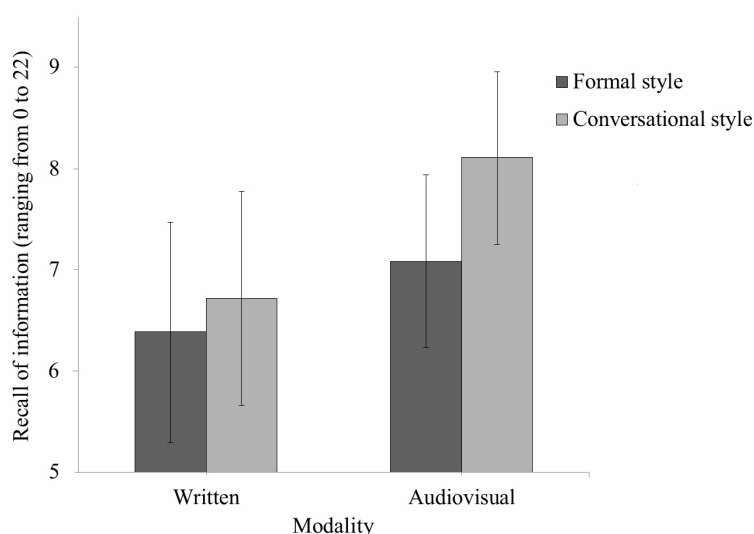 Recall of information (ranging from 0 to 22)
9
8
7
6
5
Formal style
Conversational style
Written
Audiovisual
Modality